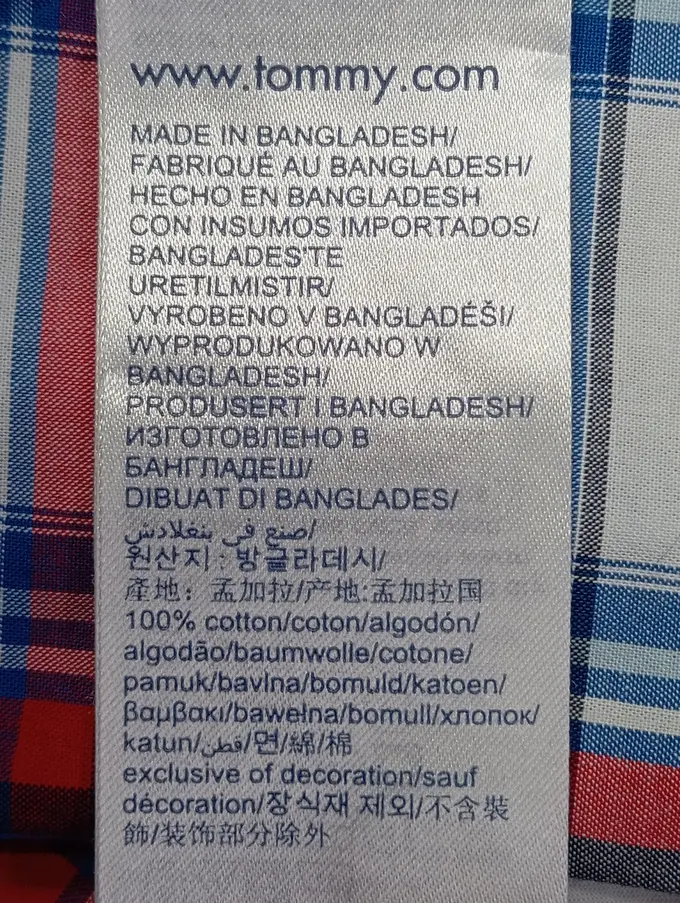 www.tommy.com
MADE IN BANGLADESH/
FABRIQUÉ AU BANGLADESH/
HECHO EN BANGLADESH
CON INSUMOS IMPORTADOS/
BANGLADES'TE
URETILMISTIR/
VYROBENO V BANGLADÉŠI/
WYPRODUKOWANO W
BANGLADESH/
PRODUSERT I BANGLADESH/
ИЗГОТОВЛЕНО В
БАНГЛАДЕШ/
DIBUAT DI BANGLADES/
صنع في بنغلادش/
원산지 : 방글라데시/
產地：孟加拉/产地:孟加拉国
100% cotton/coton/algodón/
algodão/baumwolle/cotone/
pamuk/bavlna/bomuld/katoen/
βαμβακι/bawełna/bomull/хлопок/
katun/قطن/면/綿/棉
exclusive of decoration/sauf
décoration/장식재 제외/不含裝
飾/装饰部分除外